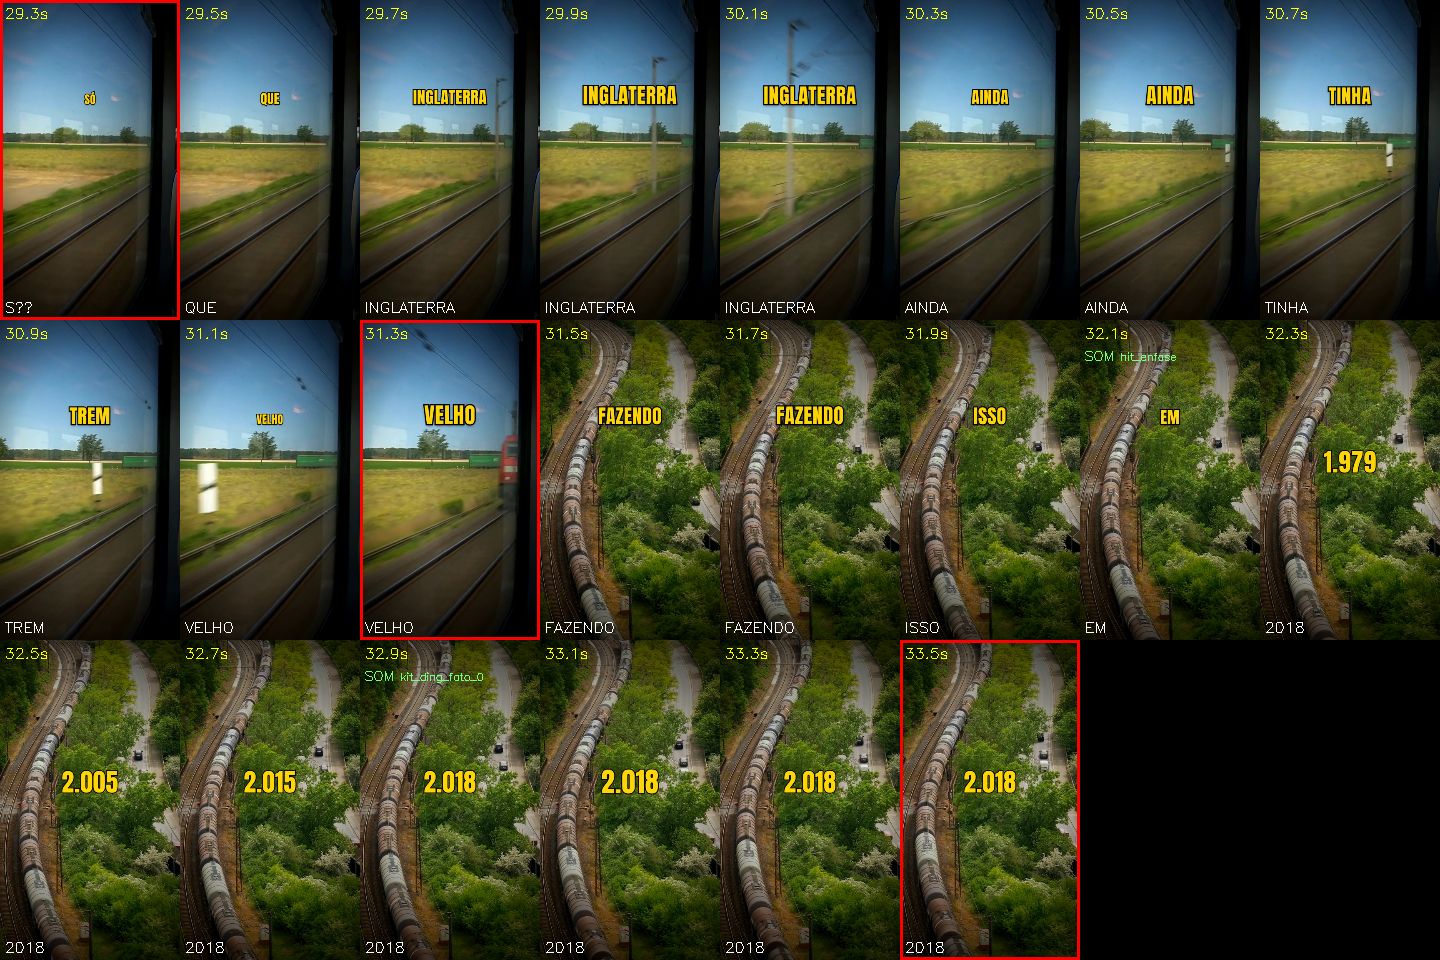 29.3s 29.5s 29.7s 29.9s 30.1s 30.3s 30.5s 30.7s
SÓ QUE INGLATERRA INGLATERRA INGLATERRA AINDA AINDA TINHA
S?? QUE INGLATERRA INGLATERRA INGLATERRA AINDA AINDA TINHA
30.9s 31.1s 31.3s 31.5s 31.7s 31.9s 32.1s 32.3s
SOM hit_enfase
TREM VELHO VELHO FAZENDO FAZENDO ISSO EM 1.979
TREM VELHO VELHO FAZENDO FAZENDO ISSO EM 2018
32.5s 32.7s 32.9s 33.1s 33.3s 33.5s
SOM kit_ding_fato_0
2.005 2.015 2.018 2.018 2.018 2.018
2018 2018 2018 2018 2018 2018